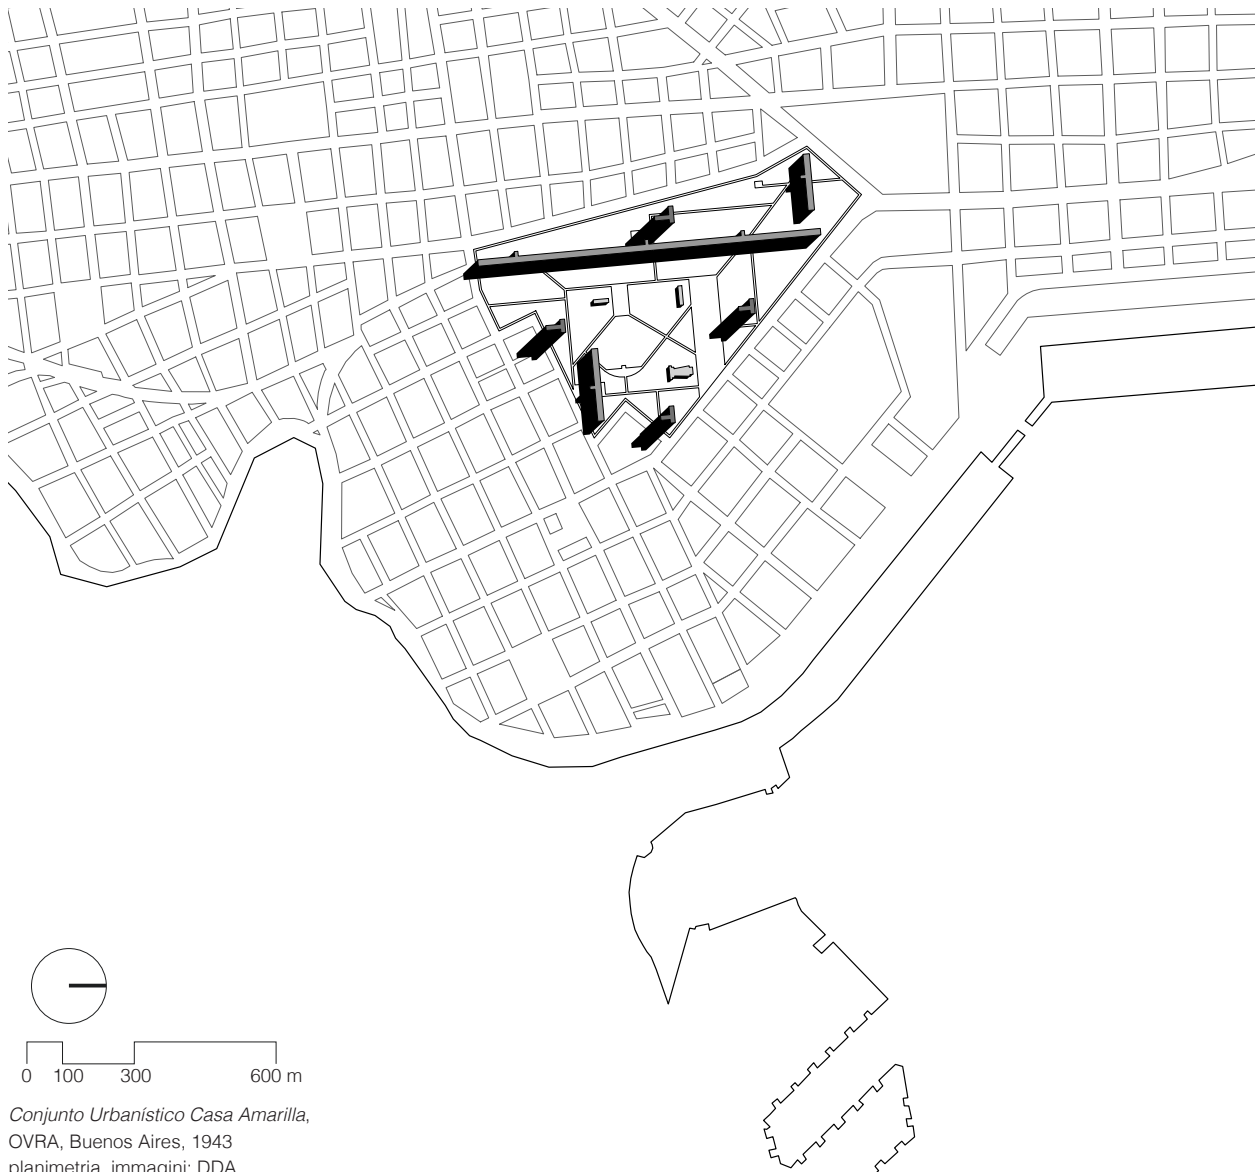 0 100 300 600 m
Conjunto Urbanístico Casa Amarilla,
OVRA, Buenos Aires, 1943
planimetria, immagini: DDA